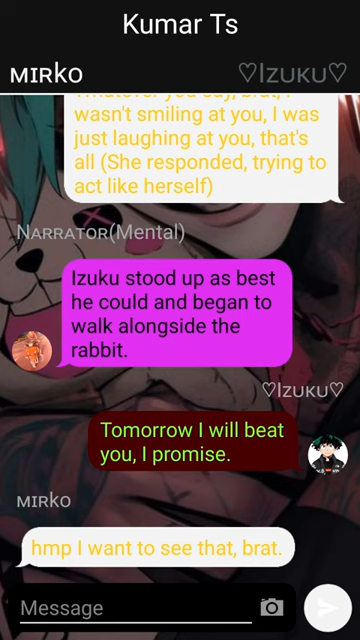 Kumar Ts
MIRKO
♡IZUKU♡
wasn't smiling at you, I was
just laughing at you, that's
all (She responded, trying to
act like herself)
NARRATOR(Mental)
Izuku stood up as best
he could and began to
walk alongside the
rabbit.
♡IZUKU♡
Tomorrow I will beat
you, I promise.
MIRKO
hmp I want to see that, brat.
Message